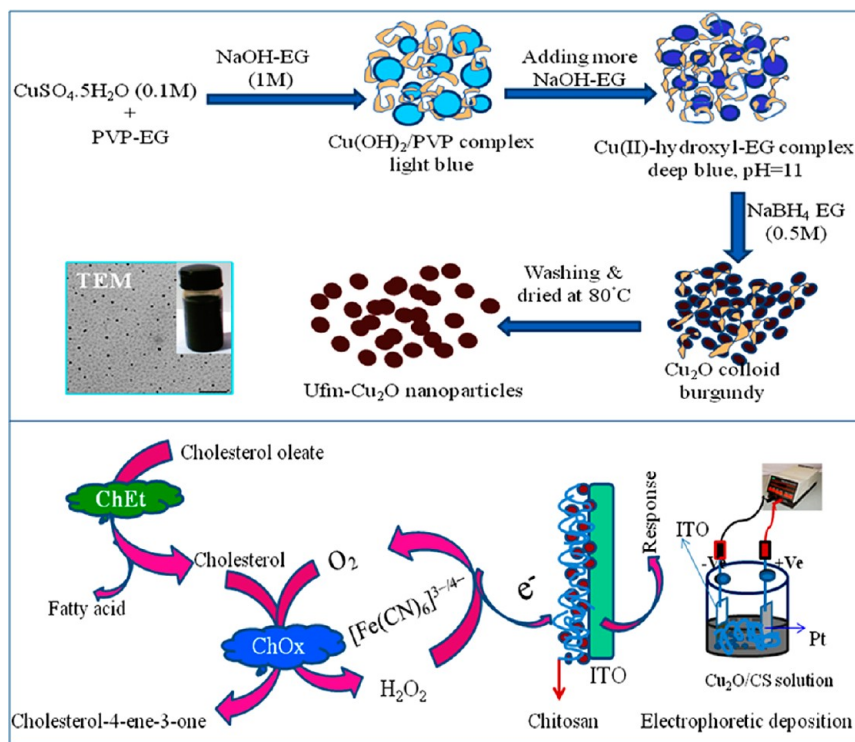 CuSO₄.5H₂O (0.1M)
+
PVP-EG
NaOH-EG
(1M)
Cu(OH)₂/PVP complex
light blue
Adding more
NaOH-EG
Cu(II)-hydroxyl-EG complex
deep blue, pH=11
NaBH₄ EG
(0.5M)
Cu₂O colloid
burgundy
Washing &
dried at 80°C
Ufm-Cu₂O nanoparticles
TEM
Cholesterol oleate
ChEt
Fatty acid
Cholesterol
O₂
ChOx
Cholesterol-4-ene-3-one
H₂O₂
[Fe(CN)₆]³⁻/⁴⁻
e⁻
Chitosan
ITO
Response
ITO
-Ve
+Ve
Pt
Cu₂O/CS solution
Electrophoretic deposition